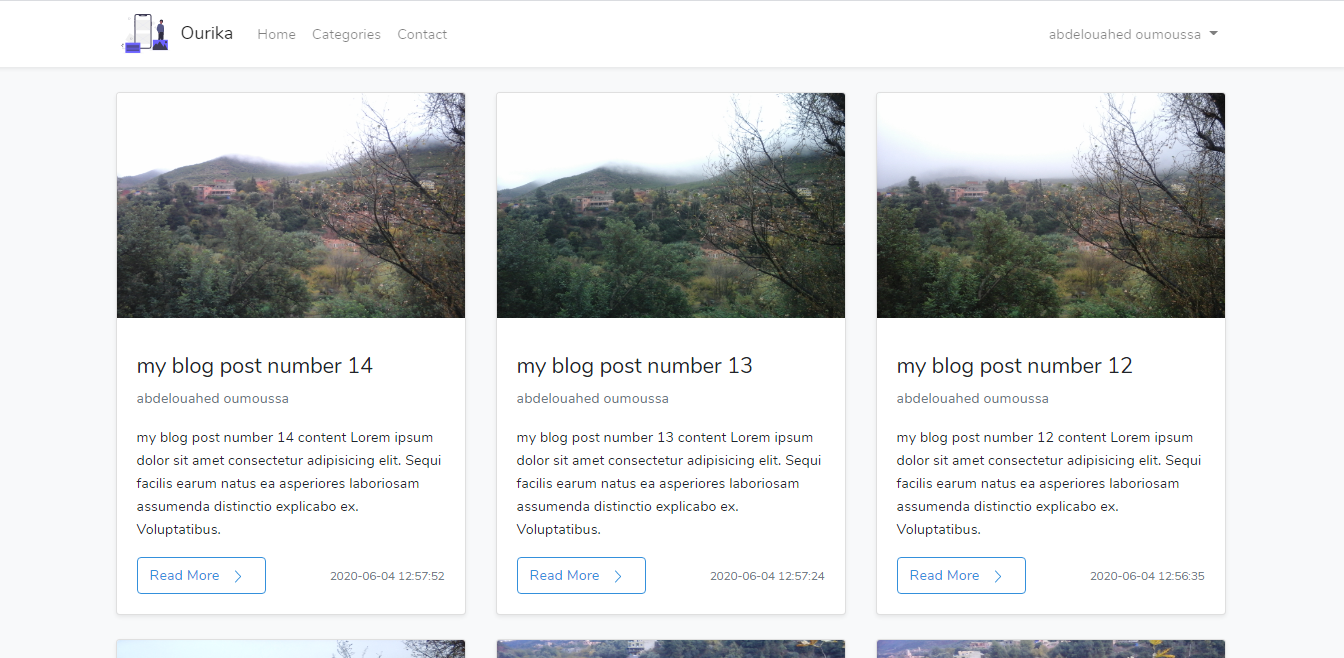 Ourika Home Categories Contact abdelouahed oumoussa
my blog post number 14
abdelouahed oumoussa
my blog post number 14 content Lorem ipsum
dolor sit amet consectetur adipisicing elit. Sequi
facilis earum natus ea asperiores laboriosam
assumenda distinctio explicabo ex.
Voluptatibus.
Read More 2020-06-04 12:57:52
my blog post number 13
abdelouahed oumoussa
my blog post number 13 content Lorem ipsum
dolor sit amet consectetur adipisicing elit. Sequi
facilis earum natus ea asperiores laboriosam
assumenda distinctio explicabo ex.
Voluptatibus.
Read More 2020-06-04 12:57:24
my blog post number 12
abdelouahed oumoussa
my blog post number 12 content Lorem ipsum
dolor sit amet consectetur adipisicing elit. Sequi
facilis earum natus ea asperiores laboriosam
assumenda distinctio explicabo ex.
Voluptatibus.
Read More 2020-06-04 12:56:35